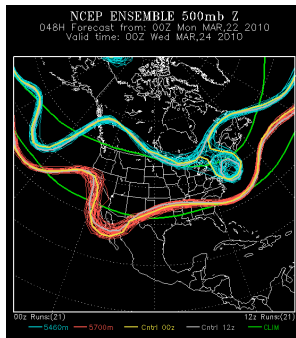 NCEP ENSEMBLE 500mb Z
048H Forecast from: 00Z Mon MAR,22 2010
Valid time: 00Z Wed MAR,24 2010
00z Runs:(21) 12z Runs:(21)
5460m 5700m Cntrl 00z Cntrl 12z CLIM